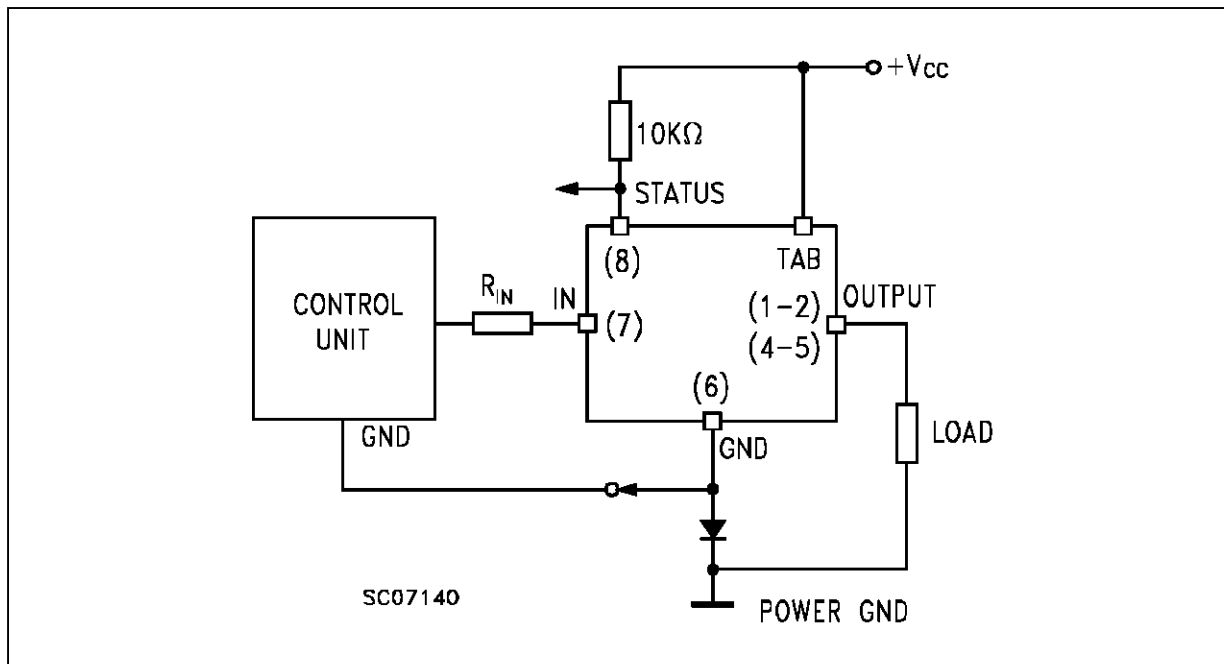 +VCC
10KΩ
STATUS
(8)
TAB
CONTROL
UNIT
RIN
IN
(7)
OUTPUT
(1-2)
(4-5)
(6)
GND
GND
LOAD
SC07140
POWER GND